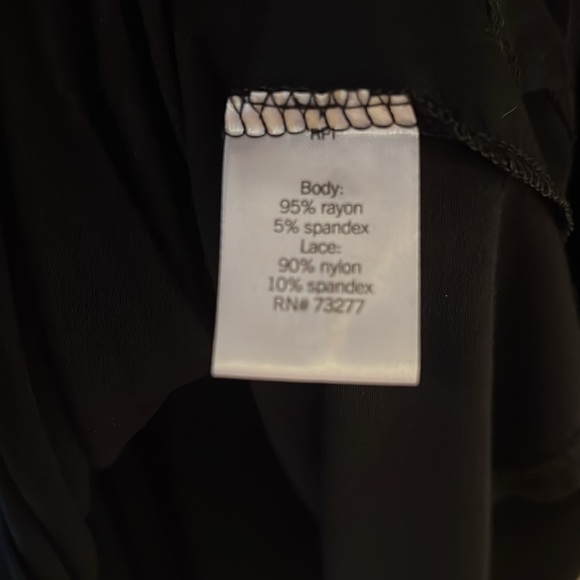 Body:
95% rayon
5% spandex
Lace:
90% nylon
10% spandex
RN# 73277